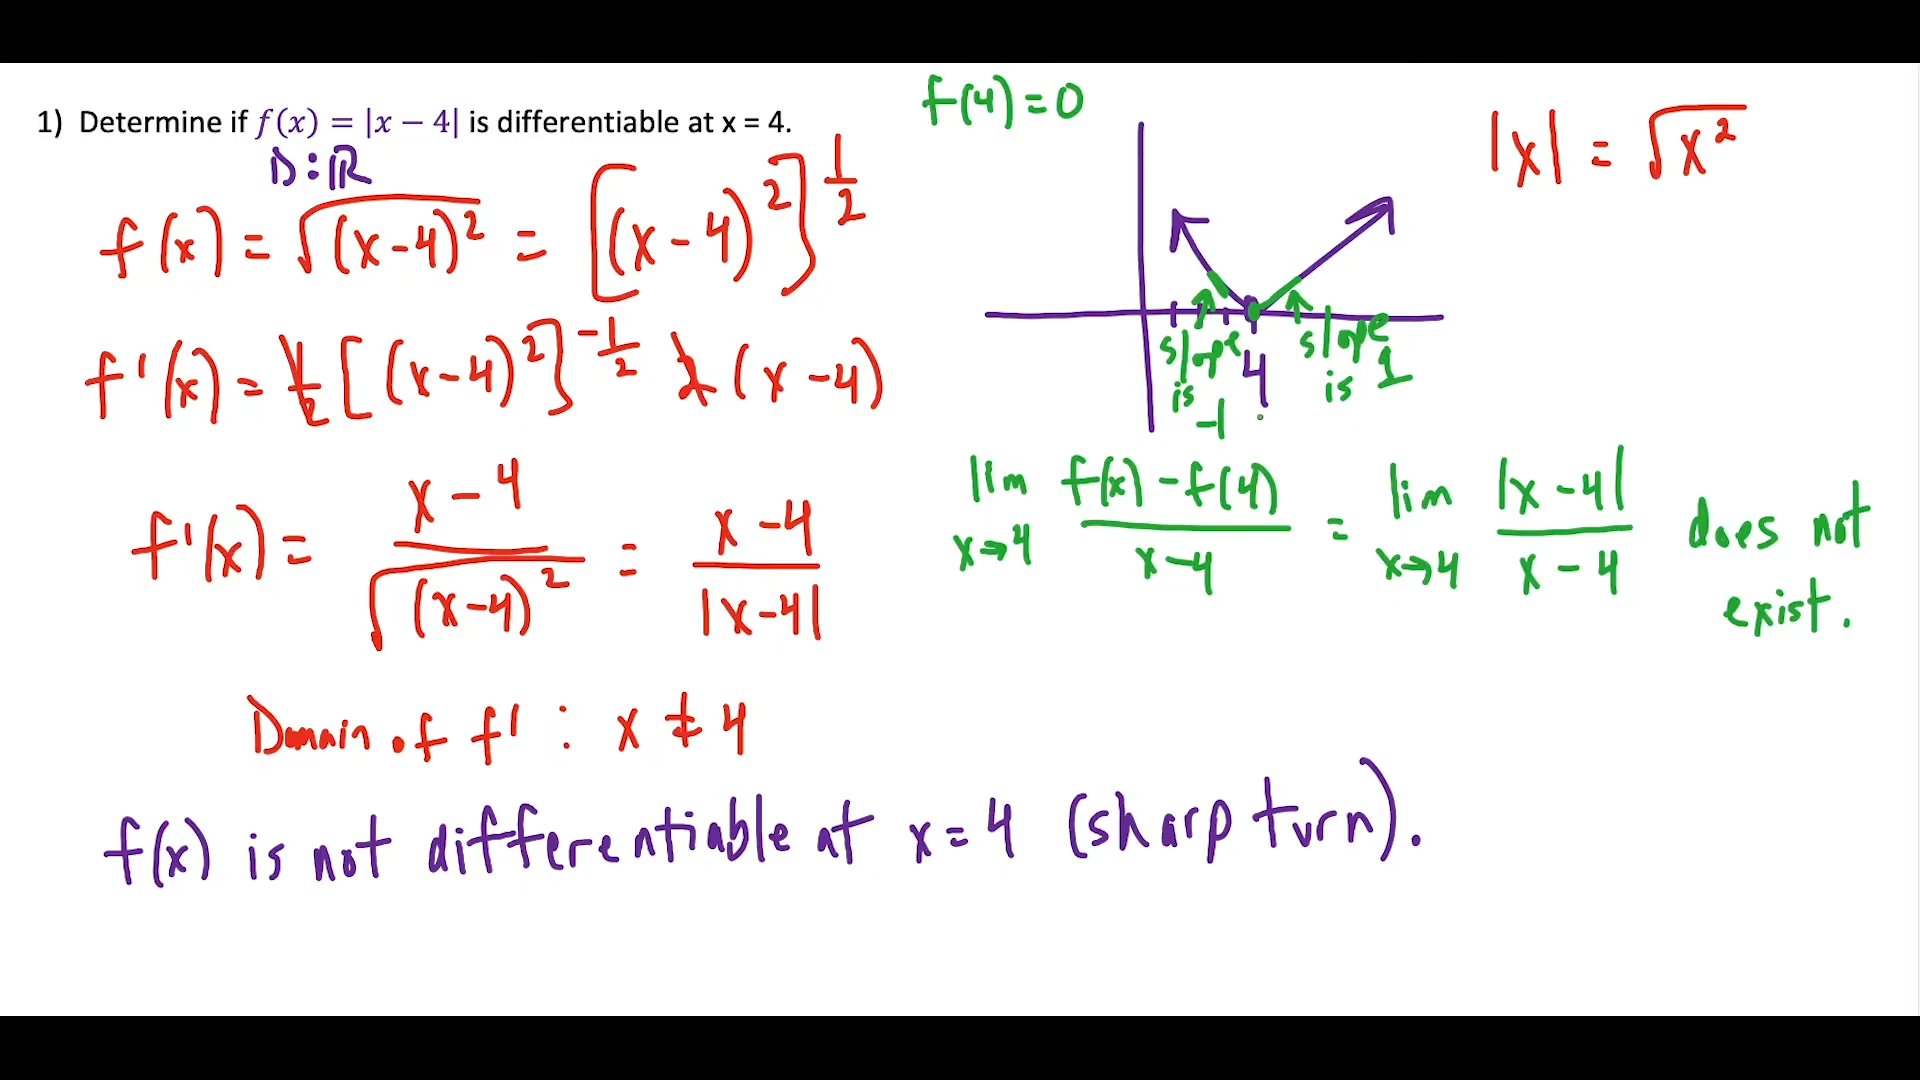 1) Determine if f(x) = |x − 4| is differentiable at x = 4.
D: ℝ
f(x) = √(x-4)² = [(x-4)²]^(1/2)
f'(x) = 1/2 [(x-4)²]^(-1/2) 2(x-4)
f'(x) = (x-4)/√(x-4)² = (x-4)/|x-4|
Domain of f' : x ≠ 4
f(x) is not differentiable at x = 4 (sharp turn).
f(4) = 0
slope
is
-1
4
slope
is 1
lim x→4 (f(x) - f(4))/(x-4) = lim x→4 |x-4|/(x-4) does not
exist.
|x| = √x²